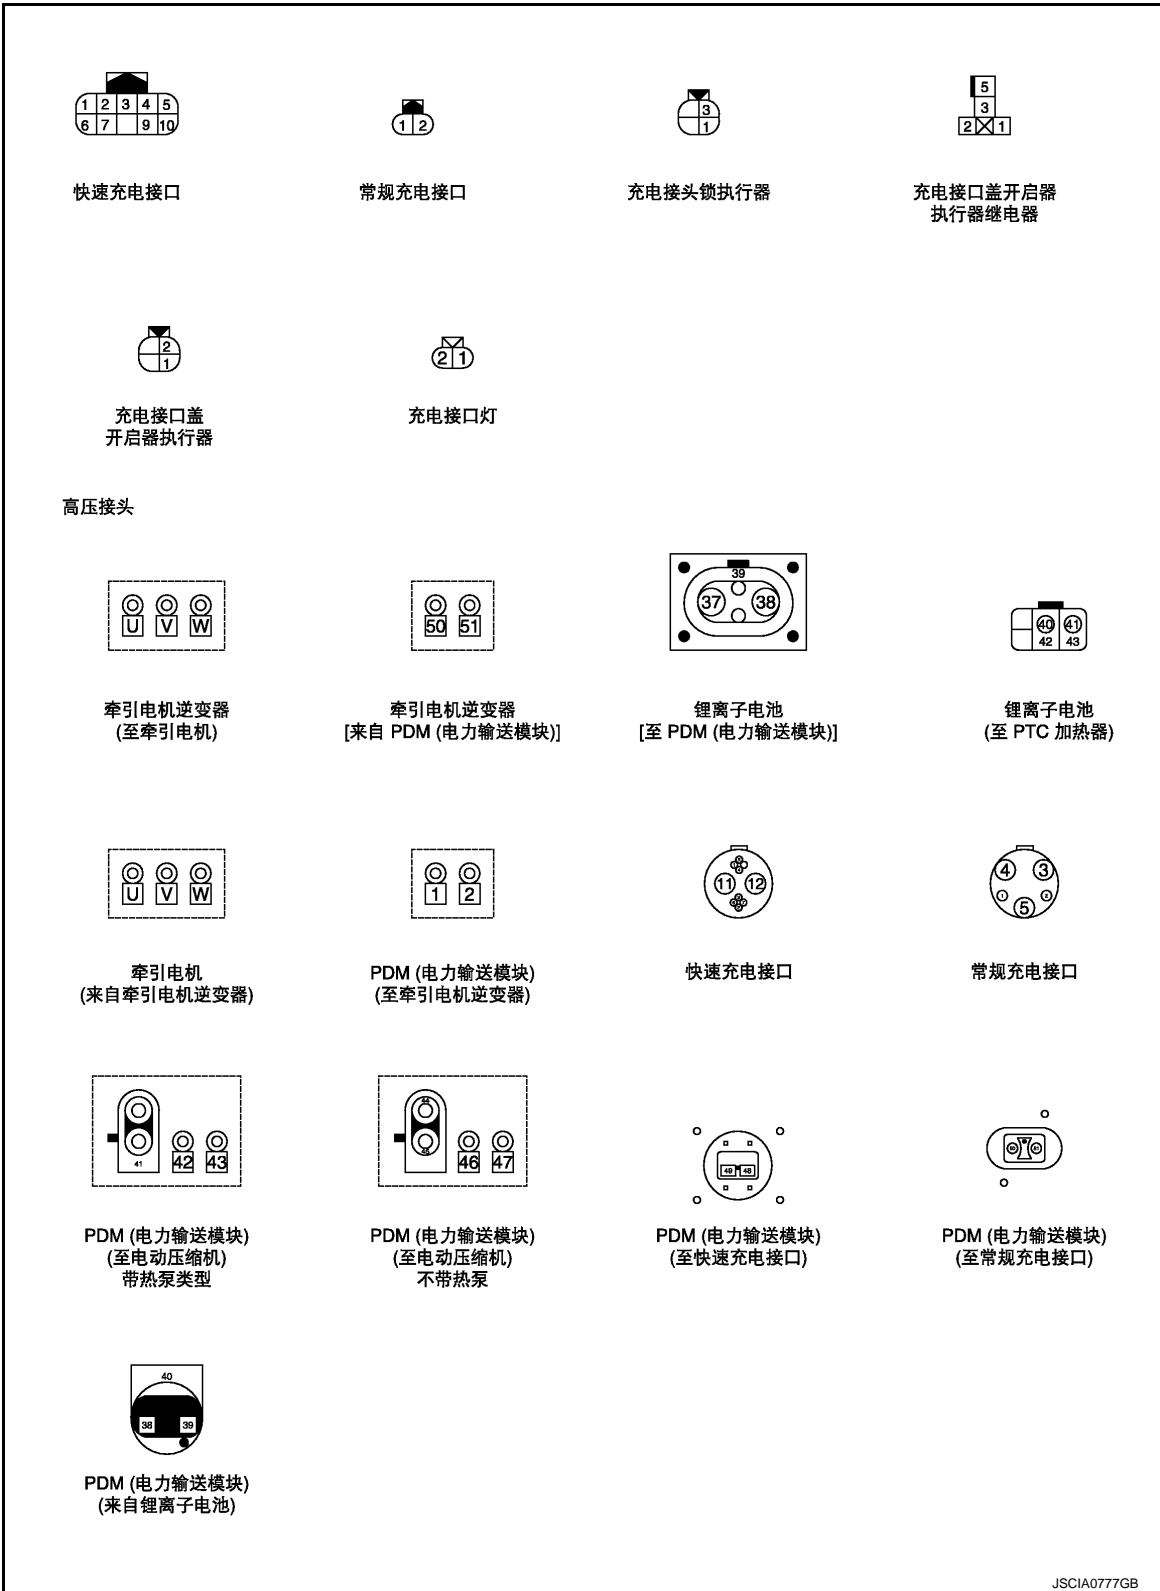 1 2 3 4 5
6 7 9 10
1 2
3
1
5
3
2 1
快速充电接口
常规充电接口
充电接头锁执行器
充电接口盖开启器
执行器继电器
2
1
2 1
充电接口盖
开启器执行器
充电接口灯
高压接头
U V W
50 51
39
37 38
40 41
42 43
牵引电机逆变器
(至牵引电机)
牵引电机逆变器
[来自 PDM (电力输送模块)]
锂离子电池
[至 PDM (电力输送模块)]
锂离子电池
(至 PTC 加热器)
U V W
1 2
11 12
4 3
1 2
5
牵引电机
(来自牵引电机逆变器)
PDM (电力输送模块)
(至牵引电机逆变器)
快速充电接口
常规充电接口
41 42 43
44
45 46 47
49 48
PDM (电力输送模块)
(至电动压缩机)
带热泵类型
PDM (电力输送模块)
(至电动压缩机)
不带热泵
PDM (电力输送模块)
(至快速充电接口)
PDM (电力输送模块)
(至常规充电接口)
40
38 39
PDM (电力输送模块)
(来自锂离子电池)
JSCIA0777GB